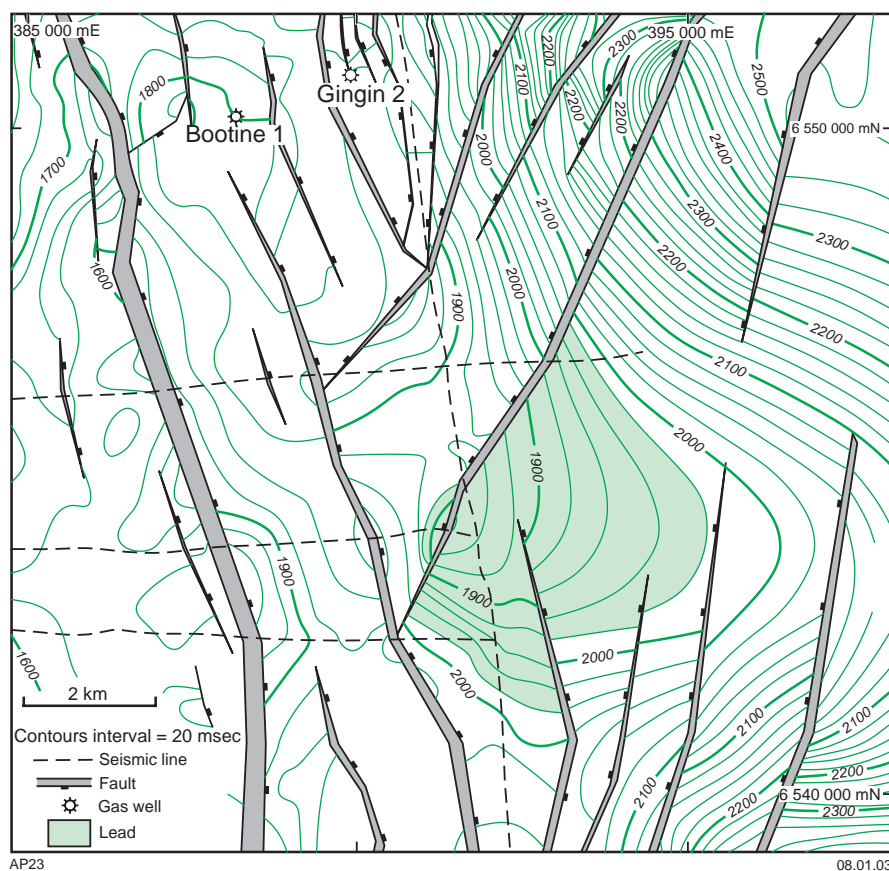 385 000 mE
395 000 mE
2200
2300
2500
2100
2200
2200
1800
Gingin 2
Bootine 1
6 550 000 mN
2000
2400
1700
2100
2300
2300
1600
2200
2000
1900
2200
2100
2000
1900
1900
1900
1600
2000
2000
2 km
2100
2100
2200
2100
2200
2300
6 540 000 mN
Contours interval = 20 msec
Seismic line
Fault
Gas well
Lead
AP23
08.01.03